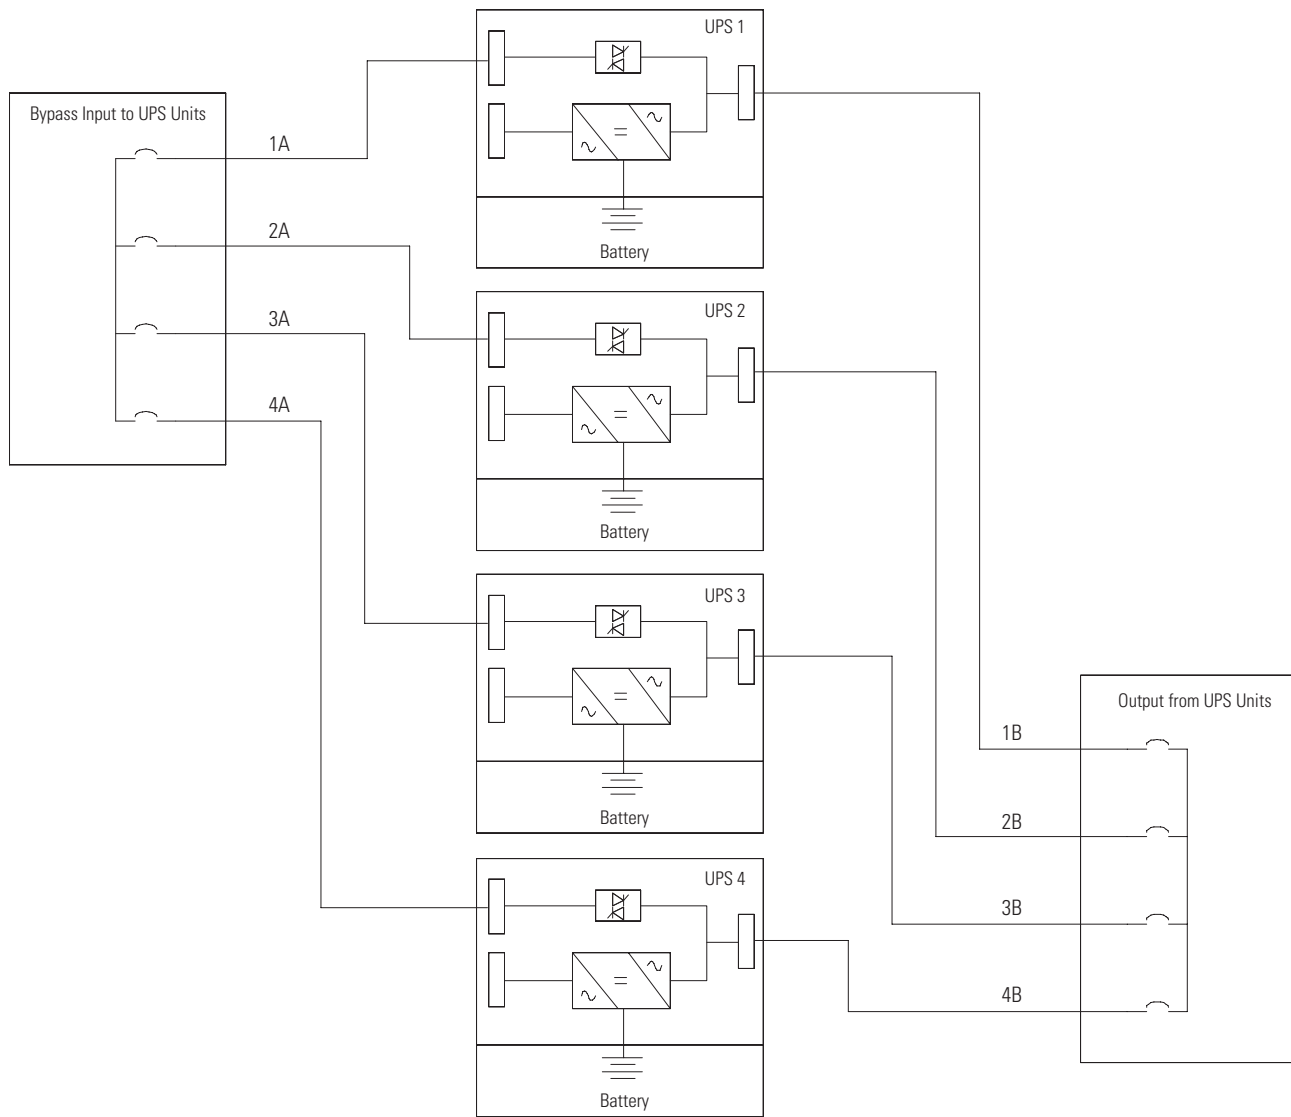 UPS 1
Bypass Input to UPS Units
1A
2A
Battery
UPS 2
3A
4A
Battery
UPS 3
Output from UPS Units
1B
Battery
2B
UPS 4
3B
4B
Battery